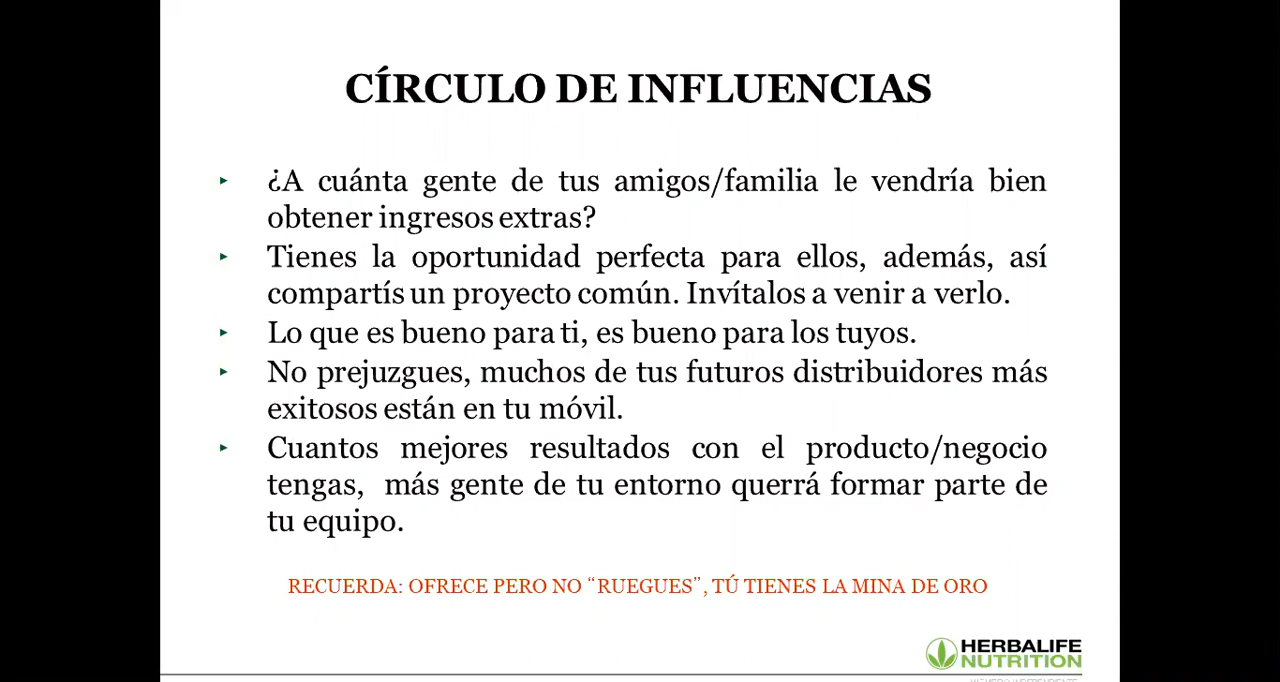 CÍRCULO DE INFLUENCIAS
¿A cuánta gente de tus amigos/familia le vendría bien
obtener ingresos extras?
Tienes la oportunidad perfecta para ellos, además, así
compartís un proyecto común. Invítalos a venir a verlo.
Lo que es bueno para ti, es bueno para los tuyos.
No prejuzgues, muchos de tus futuros distribuidores más
exitosos están en tu móvil.
Cuantos mejores resultados con el producto/negocio
tengas, más gente de tu entorno querrá formar parte de
tu equipo.
RECUERDA: OFRECE PERO NO “RUEGUES”, TÚ TIENES LA MINA DE ORO
HERBALIFE
NUTRITION